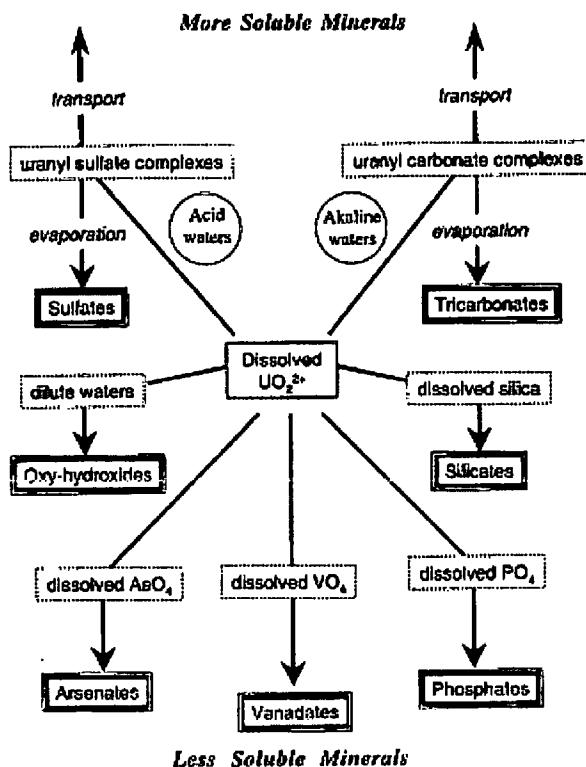 More Soluble Minerals
transport
transport
uranyl sulfate complexes
uranyl carbonate complexes
Acid
waters
Alkaline
waters
evaporation
evaporation
Sulfates
Tricarbonates
Dissolved
UO₂²⁺
dilute waters
dissolved silica
Oxy-hydroxides
Silicates
dissolved AsO₄
dissolved VO₄
dissolved PO₄
Arsenates
Vanadates
Phosphates
Less Soluble Minerals